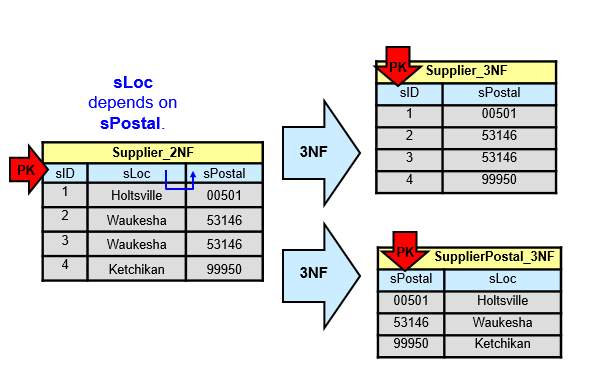 sLoc
depends on
sPostal.
PK
Supplier_2NF
sID sLoc sPostal
1 Holtsville 00501
2 Waukesha 53146
3 Waukesha 53146
4 Ketchikan 99950
3NF
3NF
PK
Supplier_3NF
sID sPostal
1 00501
2 53146
3 53146
4 99950
PK
SupplierPostal_3NF
sPostal sLoc
00501 Holtsville
53146 Waukesha
99950 Ketchikan